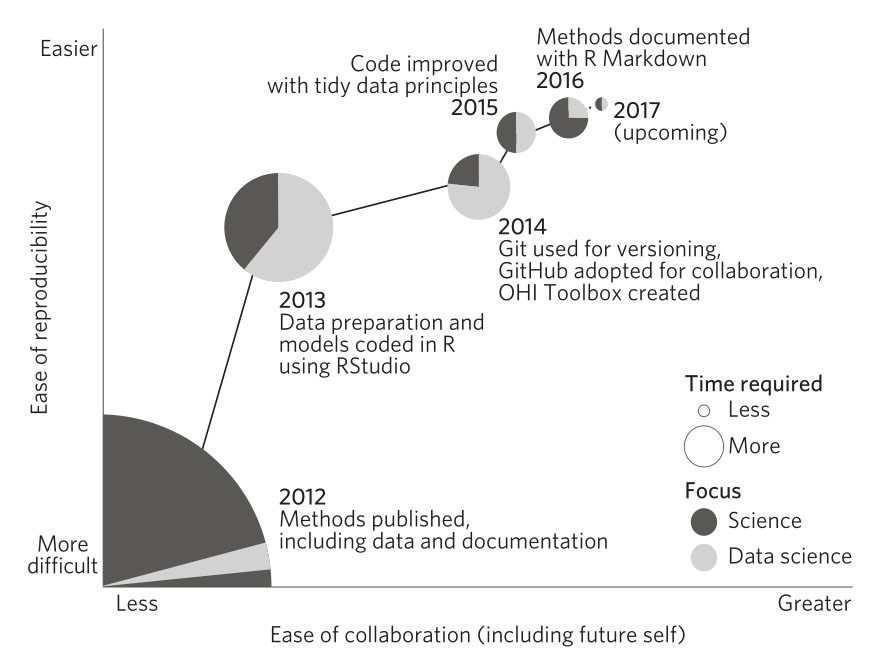 Easier
Methods documented
with R Markdown
2016
Code improved
with tidy data principles
2015
2017
(upcoming)
2014
Git used for versioning,
GitHub adopted for collaboration,
OHI Toolbox created
2013
Data preparation and
models coded in R
using RStudio
Ease of reproducibility
Time required
Less
More
Focus
Science
Data science
2012
Methods published,
including data and documentation
More
difficult
Less
Greater
Ease of collaboration (including future self)